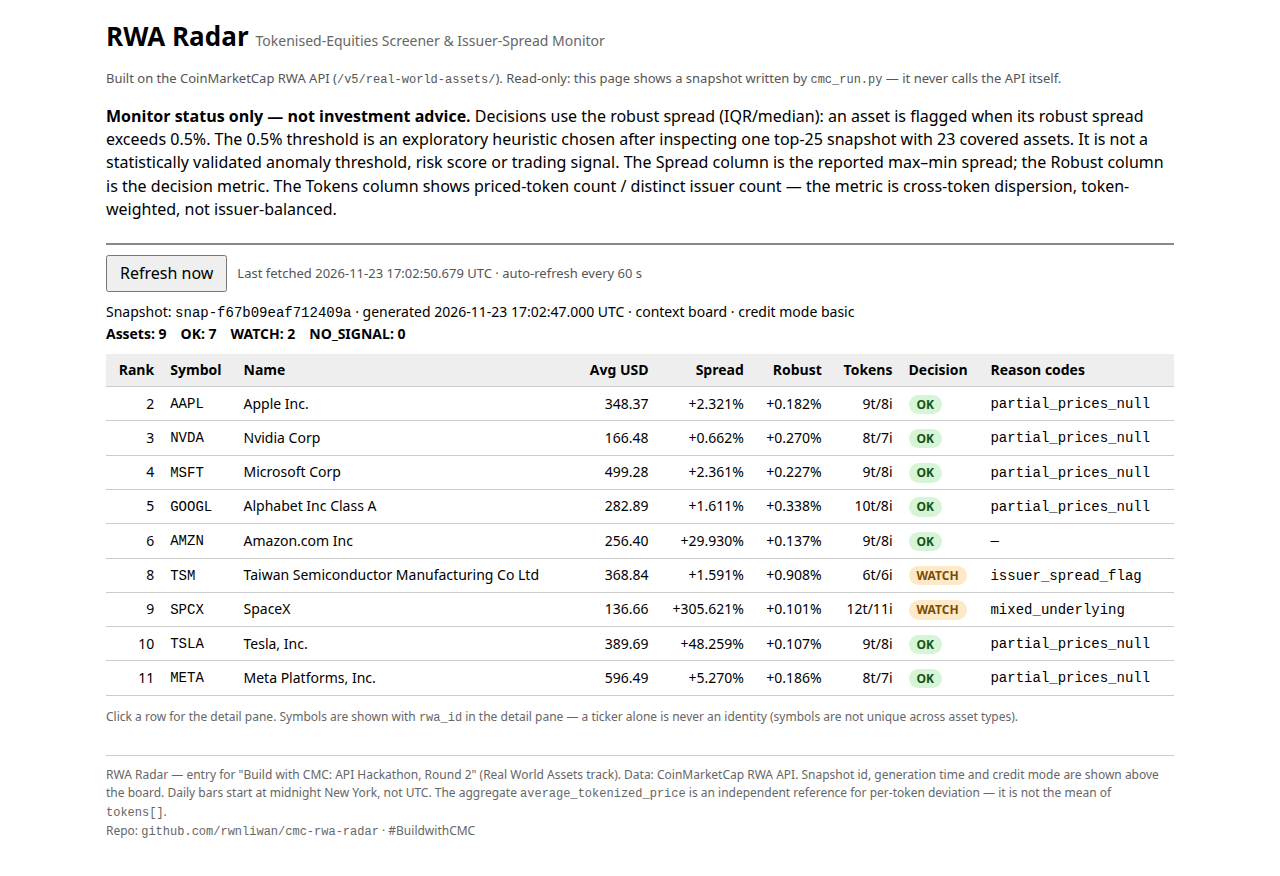 RWA Radar Tokenised-Equities Screener & Issuer-Spread Monitor
Built on the CoinMarketCap RWA API (/v5/real-world-assets/). Read-only: this page shows a snapshot written by cmc_run.py — it never calls the API itself.
Monitor status only — not investment advice. Decisions use the robust spread (IQR/median): an asset is flagged when its robust spread
exceeds 0.5%. The 0.5% threshold is an exploratory heuristic chosen after inspecting one top-25 snapshot with 23 covered assets. It is not a
statistically validated anomaly threshold, risk score or trading signal. The Spread column is the reported max–min spread; the Robust column
is the decision metric. The Tokens column shows priced-token count / distinct issuer count — the metric is cross-token dispersion, token-
weighted, not issuer-balanced.
Refresh now Last fetched 2026-11-23 17:02:50.679 UTC · auto-refresh every 60 s
Snapshot: snap-f67b09eaf712409a · generated 2026-11-23 17:02:47.000 UTC · context board · credit mode basic
Assets: 9 OK: 7 WATCH: 2 NO_SIGNAL: 0
Rank Symbol Name Avg USD Spread Robust Tokens Decision Reason codes
2 AAPL Apple Inc. 348.37 +2.321% +0.182% 9t/8i OK partial_prices_null
3 NVDA Nvidia Corp 166.48 +0.662% +0.270% 8t/7i OK partial_prices_null
4 MSFT Microsoft Corp 499.28 +2.361% +0.227% 9t/8i OK partial_prices_null
5 GOOGL Alphabet Inc Class A 282.89 +1.611% +0.338% 10t/8i OK partial_prices_null
6 AMZN Amazon.com Inc 256.40 +29.930% +0.137% 9t/8i OK —
8 TSM Taiwan Semiconductor Manufacturing Co Ltd 368.84 +1.591% +0.908% 6t/6i WATCH issuer_spread_flag
9 SPCX SpaceX 136.66 +305.621% +0.101% 12t/11i WATCH mixed_underlying
10 TSLA Tesla, Inc. 389.69 +48.259% +0.107% 9t/8i OK partial_prices_null
11 META Meta Platforms, Inc. 596.49 +5.270% +0.186% 8t/7i OK partial_prices_null
Click a row for the detail pane. Symbols are shown with rwa_id in the detail pane — a ticker alone is never an identity (symbols are not unique across asset types).
RWA Radar — entry for "Build with CMC: API Hackathon, Round 2" (Real World Assets track). Data: CoinMarketCap RWA API. Snapshot id, generation time and credit mode are shown above
the board. Daily bars start at midnight New York, not UTC. The aggregate average_tokenized_price is an independent reference for per-token deviation — it is not the mean of
tokens[].
Repo: github.com/rwnliwan/cmc-rwa-radar · #BuildwithCMC